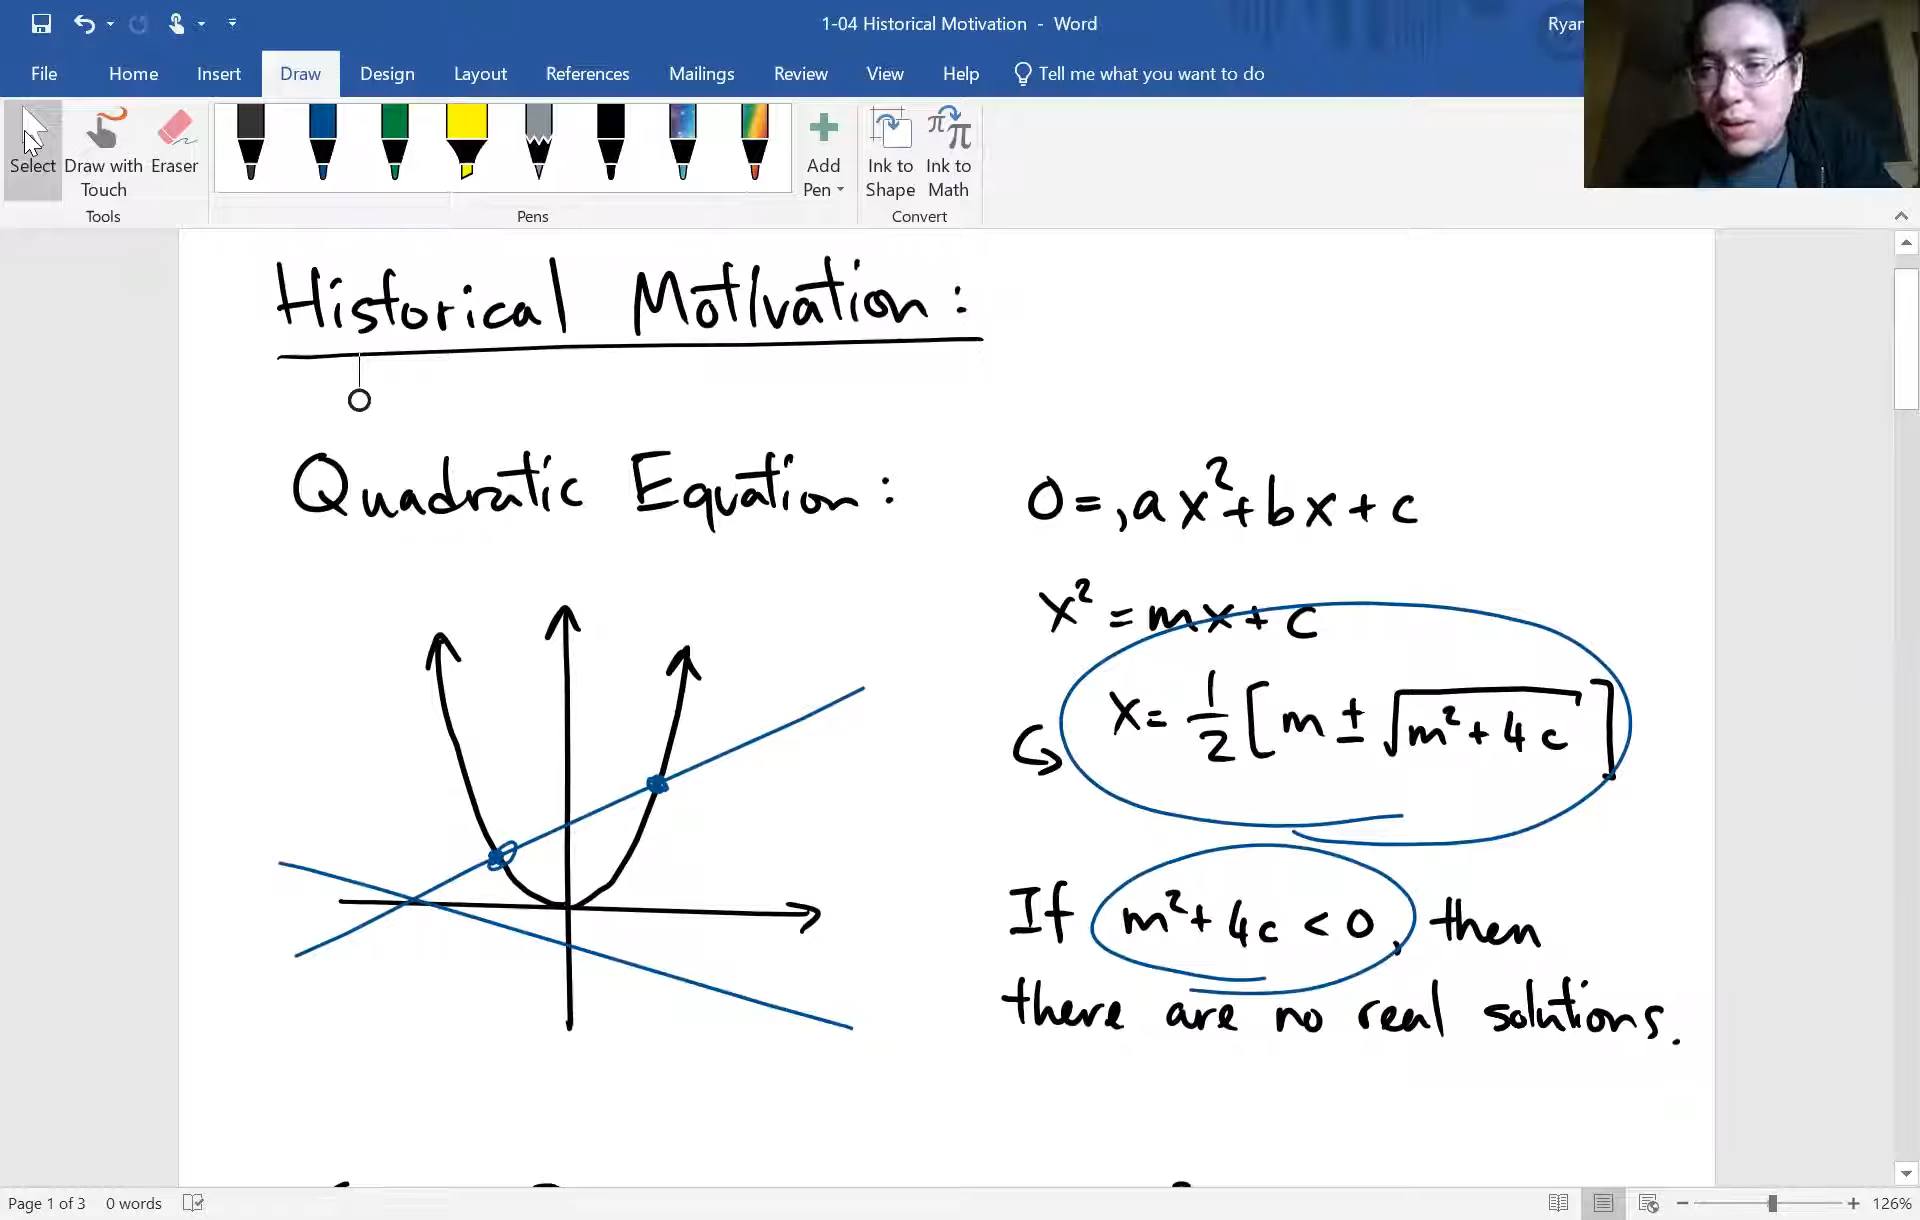 1-04 Historical Motivation - Word
Ryan
File Home Insert Draw Design Layout References Mailings Review View Help Tell me what you want to do
Select
Draw with Touch
Eraser
Tools
Pens
Add Pen
Ink to Shape
Ink to Math
Convert
Historical Motivation:
Quadratic Equation:
0=,ax²+bx+c
x² = mx+c
x = 1/2 [m ± √(m²+4c)]
If m²+4c < 0, then
there are no real solutions.
Page 1 of 3 0 words
126%